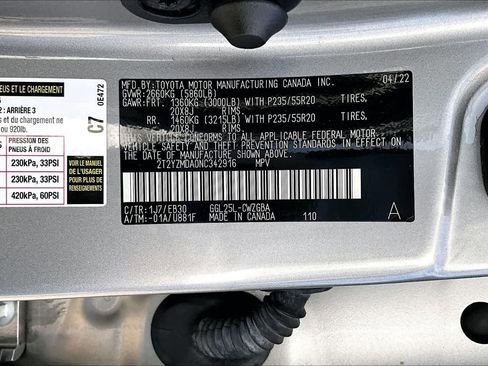 PNEUS ET LE CHARGEMENT
2: ARRIÈRE 3
et du chargement ne
ou 920lb.
PRESSION DES PNEUS À FROID
230kPa, 33PSI
230kPa, 33PSI
420kPa, 60PSI
VOIR LE MANUEL
DE L'USAGER
POUR PLUS DE
RENSEIGNEMENTS
C7
0E472
MFD.BY:TOYOTA MOTOR MANUFACTURING CANADA INC. 04/22
GVWR:2660KG (5860LB)
GAWR:FRT. 1360KG (3000LB) WITH P235/55R20 TIRES,
20X8J RIMS,
RR. 1460KG (3215LB) WITH P235/55R20 TIRES,
20X8J RIMS,
THIS VEHICLE CONFORMS TO ALL APPLICABLE FEDERAL MOTOR
VEHICLE SAFETY AND THEFT PREVENTION STANDARDS IN EFFECT
ON THE DATE OF MANUFACTURE SHOWN ABOVE.
2T2YZMDA0NC342916 MPV
C/TR:1J7/EB30 GGL25L-CWZGBA
A/TM:-01A/U881F 110 A